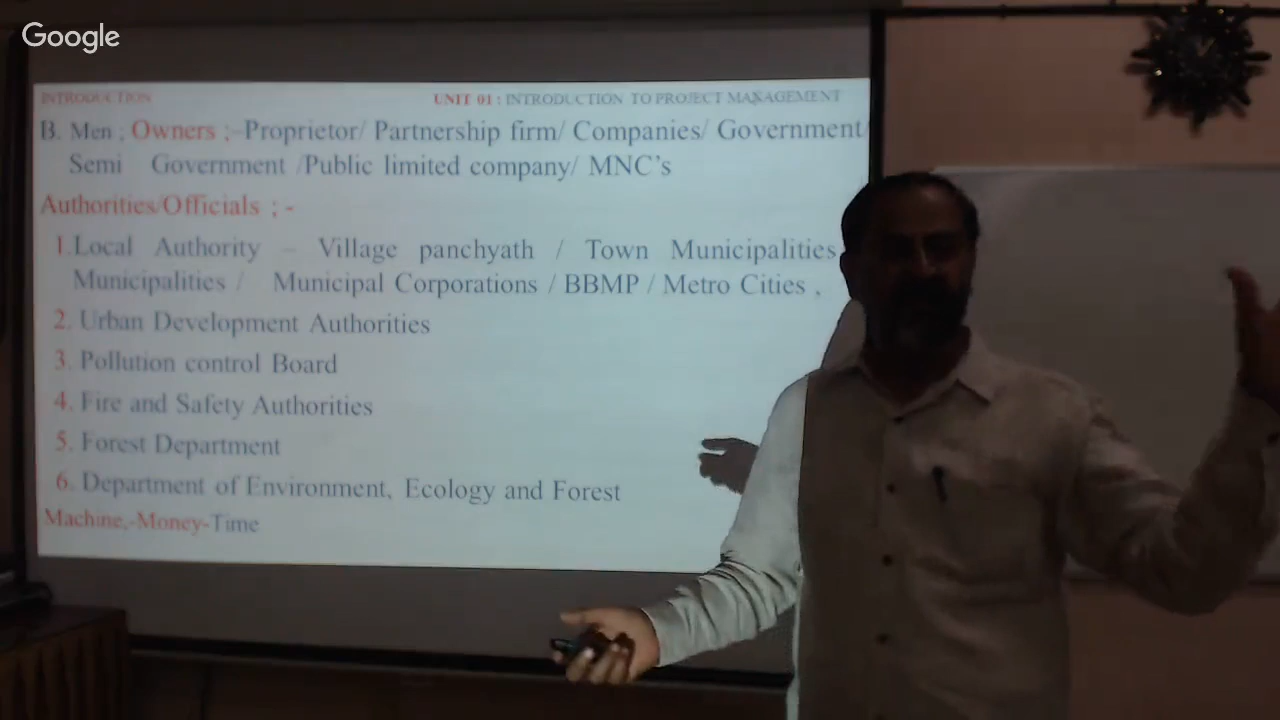 Google
INTRODUCTION UNIT 01 : INTRODUCTION TO PROJECT MANAGEMENT
B. Men ; Owners ;–Proprietor/ Partnership firm/ Companies/ Government/
Semi Government /Public limited company/ MNC’s
Authorities/Officials ; -
1.Local Authority – Village panchyath / Town Municipalities
Municipalities / Municipal Corporations / BBMP / Metro Cities ,
2. Urban Development Authorities
3. Pollution control Board
4. Fire and Safety Authorities
5. Forest Department
6. Department of Environment, Ecology and Forest
Machine,-Money-Time